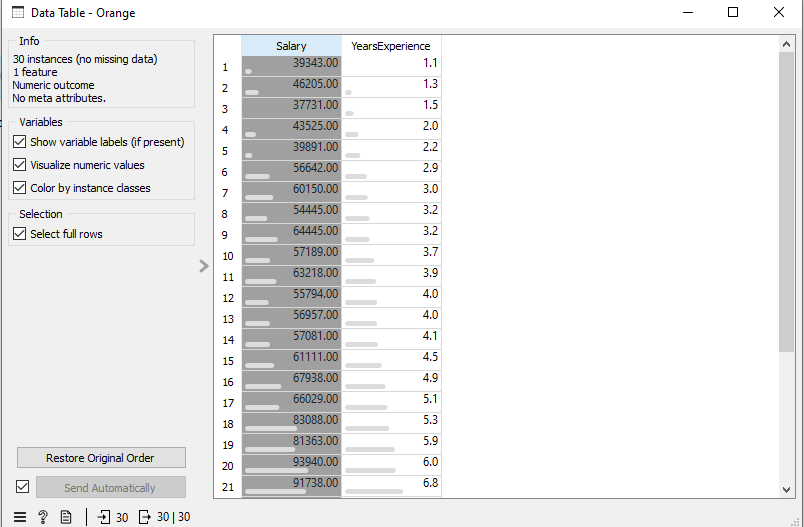 Data Table - Orange
Info
30 instances (no missing data)
1 feature
Numeric outcome
No meta attributes.
Variables
Show variable labels (if present)
Visualize numeric values
Color by instance classes
Selection
Select full rows
Restore Original Order
Send Automatically
30
30 | 30
Salary YearsExperience
1 39343.00 1.1
2 46205.00 1.3
3 37731.00 1.5
4 43525.00 2.0
5 39891.00 2.2
6 56642.00 2.9
7 60150.00 3.0
8 54445.00 3.2
9 64445.00 3.2
10 57189.00 3.7
11 63218.00 3.9
12 55794.00 4.0
13 56957.00 4.0
14 57081.00 4.1
15 61111.00 4.5
16 67938.00 4.9
17 66029.00 5.1
18 83088.00 5.3
19 81363.00 5.9
20 93940.00 6.0
21 91738.00 6.8